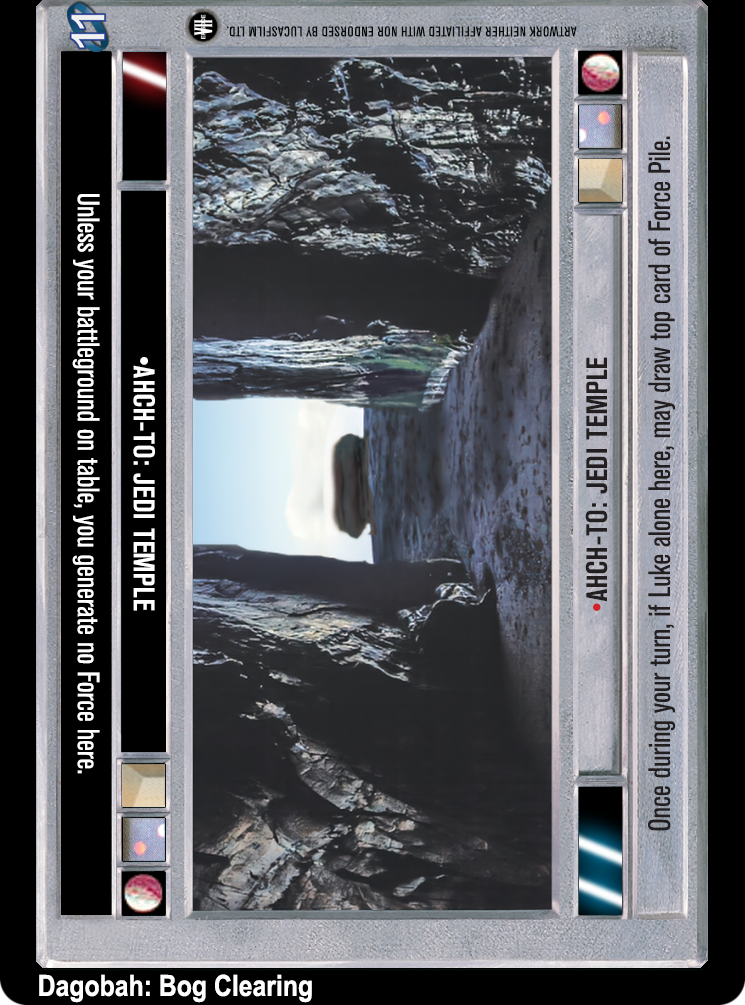 11
ARTWORK NEITHER AFFILIATED WITH NOR ENDORSED BY LUCASFILM LTD.
Unless your battleground on table, you generate no Force here.
•AHCH-TO: JEDI TEMPLE
•AHCH-TO: JEDI TEMPLE
Once during your turn, if Luke alone here, may draw top card of Force Pile.
Dagobah: Bog Clearing